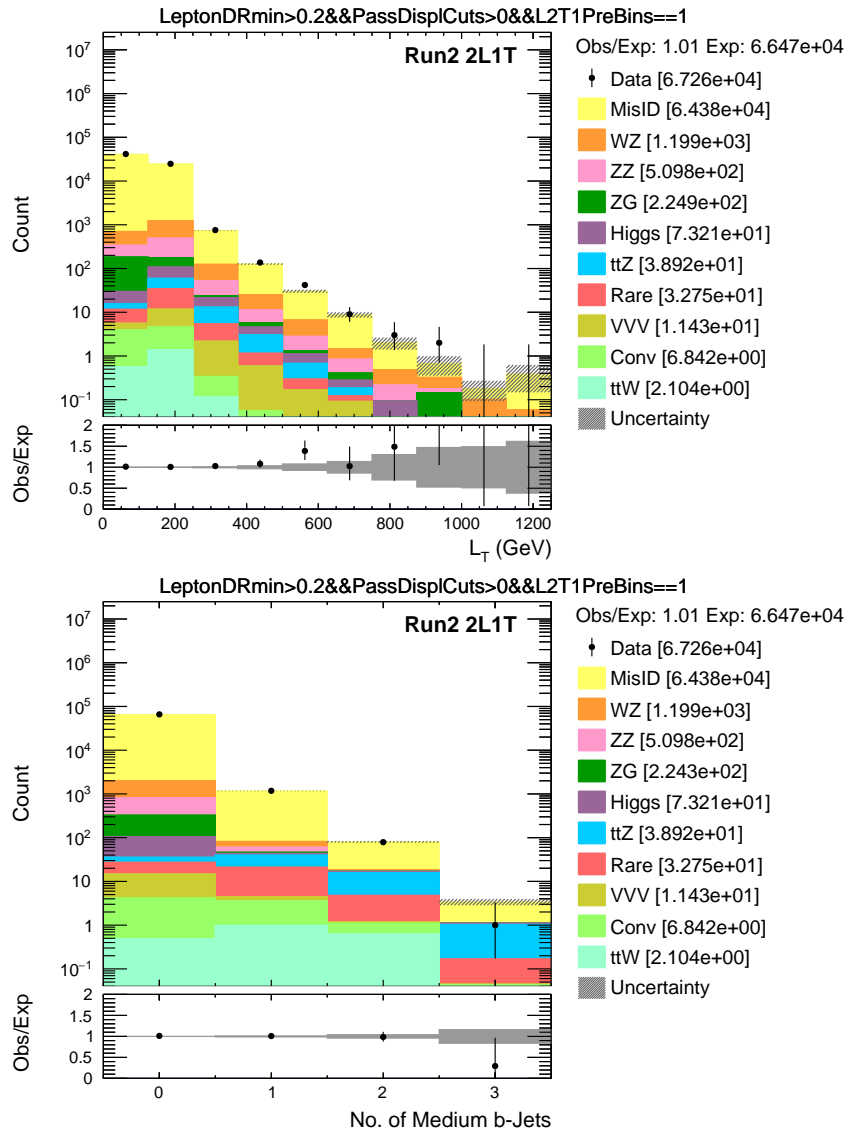 LeptonDRmin>0.2&&PassDisplCuts>0&&L2T1PreBins==1
Run2 2L1T
Obs/Exp: 1.01 Exp: 6.647e+04
Data [6.726e+04]
MisID [6.438e+04]
WZ [1.199e+03]
ZZ [5.098e+02]
ZG [2.249e+02]
Higgs [7.321e+01]
ttZ [3.892e+01]
Rare [3.275e+01]
VVV [1.143e+01]
Conv [6.842e+00]
ttW [2.104e+00]
Uncertainty
Count
10^7
10^6
10^5
10^4
10^3
10^2
10
1
10^-1
Obs/Exp
2
1.5
1
0.5
0
0 200 400 600 800 1000 1200
L_T (GeV)
LeptonDRmin>0.2&&PassDisplCuts>0&&L2T1PreBins==1
Run2 2L1T
Obs/Exp: 1.01 Exp: 6.647e+04
Data [6.726e+04]
MisID [6.438e+04]
WZ [1.199e+03]
ZZ [5.098e+02]
ZG [2.243e+02]
Higgs [7.321e+01]
ttZ [3.892e+01]
Rare [3.275e+01]
VVV [1.143e+01]
Conv [6.842e+00]
ttW [2.104e+00]
Uncertainty
Count
10^7
10^6
10^5
10^4
10^3
10^2
10
1
10^-1
Obs/Exp
2
1.5
1
0.5
0
0 1 2 3
No. of Medium b-Jets